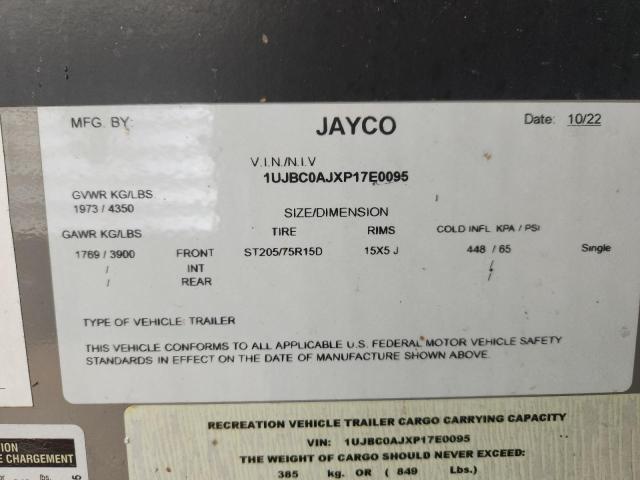 MFG. BY: JAYCO Date: 10/22
V.I.N./N.I.V
1UJBC0AJXP17E0095
GVWR KG/LBS
1973 / 4350
SIZE/DIMENSION
GAWR KG/LBS TIRE RIMS COLD INFL. KPA / PSI
1769 / 3900 FRONT ST205/75R15D 15X5 J 448 / 65 Single
/ INT /
/ REAR /
TYPE OF VEHICLE: TRAILER
THIS VEHICLE CONFORMS TO ALL APPLICABLE U.S. FEDERAL MOTOR VEHICLE SAFETY
STANDARDS IN EFFECT ON THE DATE OF MANUFACTURE SHOWN ABOVE.
RECREATION VEHICLE TRAILER CARGO CARRYING CAPACITY
VIN: 1UJBC0AJXP17E0095
THE WEIGHT OF CARGO SHOULD NEVER EXCEED:
385 kg. OR ( 849 Lbs.)
ION
E CHARGEMENT
lbs.